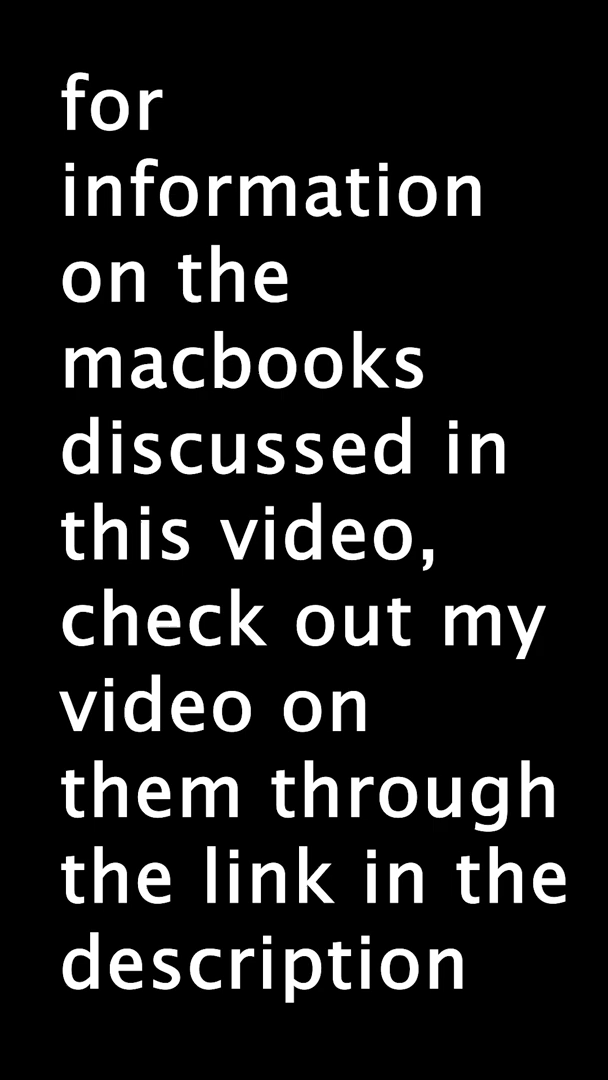 for
information
on the
macbooks
discussed in
this video,
check out my
video on
them through
the link in the
description